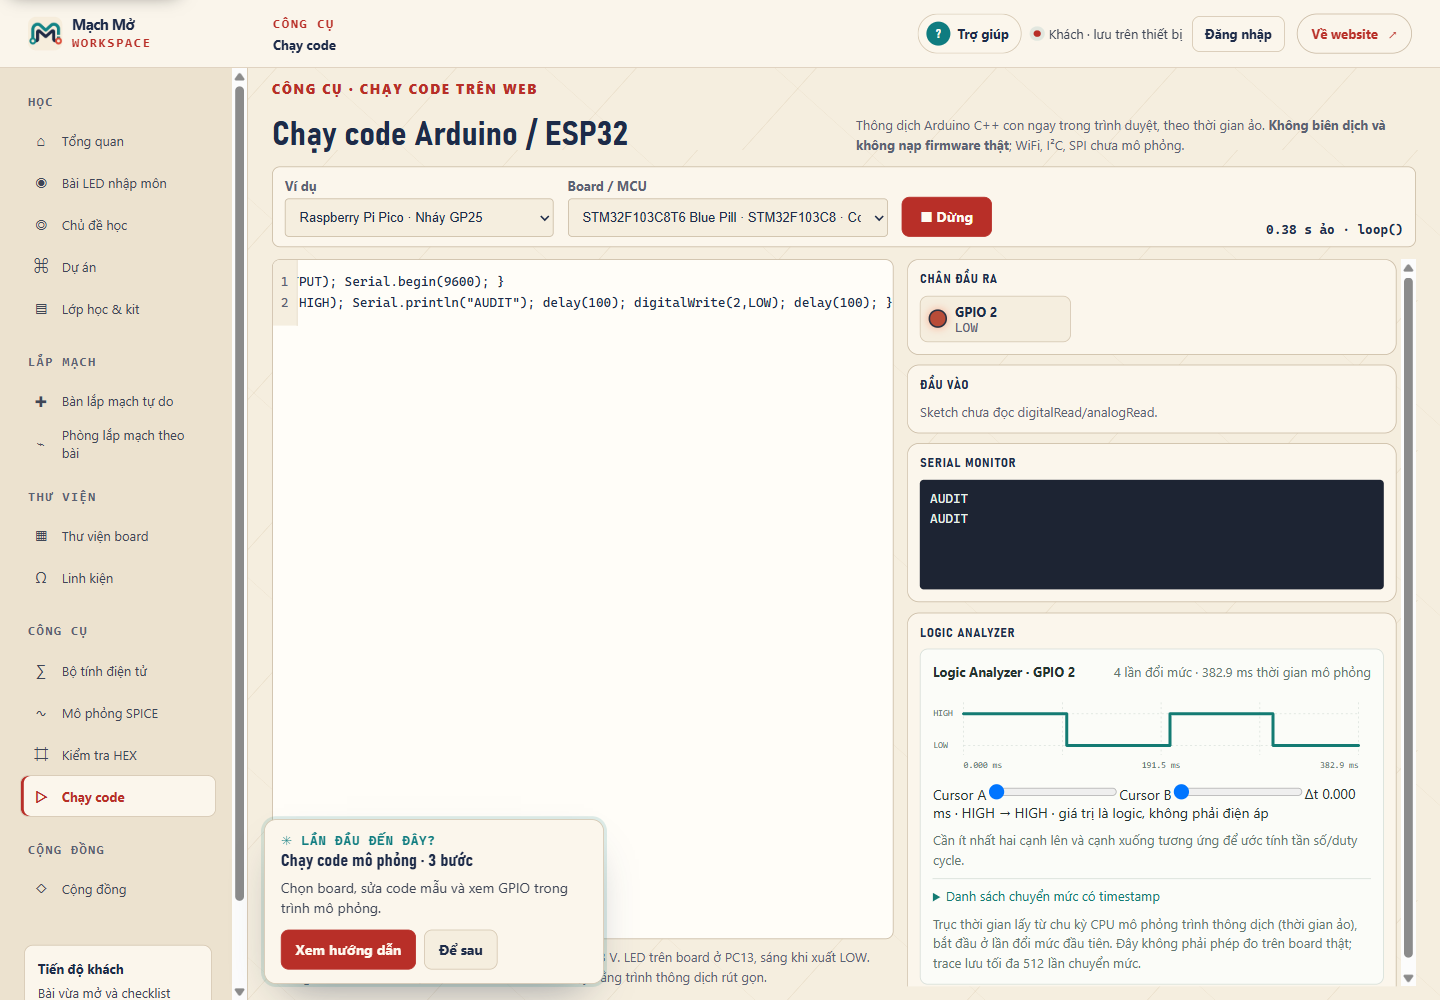 Mạch Mở
WORKSPACE
CÔNG CỤ
Chạy code
? Trợ giúp
Khách · lưu trên thiết bị
Đăng nhập
Về website ↗
HỌC
Tổng quan
Bài LED nhập môn
Chủ đề học
Dự án
Lớp học & kit
LẮP MẠCH
Bàn lắp mạch tự do
Phòng lắp mạch theo
bài
THƯ VIỆN
Thư viện board
Linh kiện
CÔNG CỤ
Bộ tính điện tử
Mô phỏng SPICE
Kiểm tra HEX
Chạy code
CỘNG ĐỒNG
Cộng đồng
Tiến độ khách
Bài vừa mở và checklist
CÔNG CỤ · CHẠY CODE TRÊN WEB
Chạy code Arduino / ESP32
Thông dịch Arduino C++ con ngay trong trình duyệt, theo thời gian ảo. Không biên dịch và
không nạp firmware thật; WiFi, I²C, SPI chưa mô phỏng.
Ví dụ
Raspberry Pi Pico · Nháy GP25
Board / MCU
STM32F103C8T6 Blue Pill · STM32F103C8 · Cc
Dừng
0.38 s ảo · loop()
1 PUT); Serial.begin(9600); }
2 HIGH); Serial.println("AUDIT"); delay(100); digitalWrite(2,LOW); delay(100); }
✳ LẦN ĐẦU ĐẾN ĐÂY?
Chạy code mô phỏng · 3 bước
Chọn board, sửa code mẫu và xem GPIO trong
trình mô phỏng.
Xem hướng dẫn
Để sau
V. LED trên board ở PC13, sáng khi xuất LOW.
trình thông dịch rút gọn.
CHÂN ĐẦU RA
GPIO 2
LOW
ĐẦU VÀO
Sketch chưa đọc digitalRead/analogRead.
SERIAL MONITOR
AUDIT
AUDIT
LOGIC ANALYZER
Logic Analyzer · GPIO 2
4 lần đổi mức · 382.9 ms thời gian mô phỏng
HIGH
LOW
0.000 ms
191.5 ms
382.9 ms
Cursor A Cursor B Δt 0.000
ms · HIGH → HIGH · giá trị là logic, không phải điện áp
Cần ít nhất hai cạnh lên và cạnh xuống tương ứng để ước tính tần số/duty
cycle.
▶ Danh sách chuyển mức có timestamp
Trục thời gian lấy từ chu kỳ CPU mô phỏng trình thông dịch (thời gian ảo),
bắt đầu ở lần đổi mức đầu tiên. Đây không phải phép đo trên board thật;
trace lưu tối đa 512 lần chuyển mức.